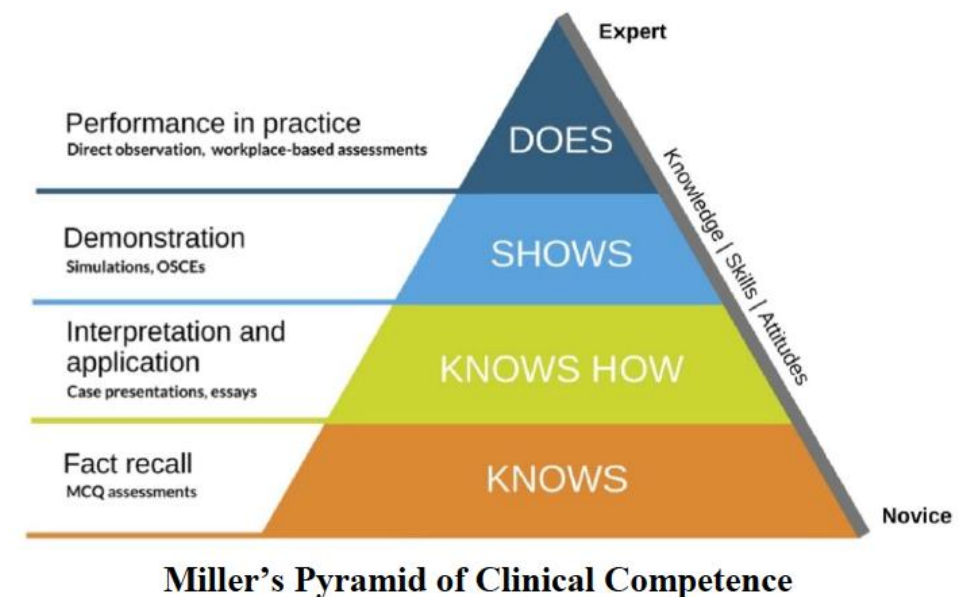 Expert
Performance in practice
Direct observation, workplace-based assessments
DOES
Knowledge | Skills | Attitudes
Demonstration
Simulations, OSCEs
SHOWS
Interpretation and
application
Case presentations, essays
KNOWS HOW
Fact recall
MCQ assessments
KNOWS
Novice
Miller's Pyramid of Clinical Competence